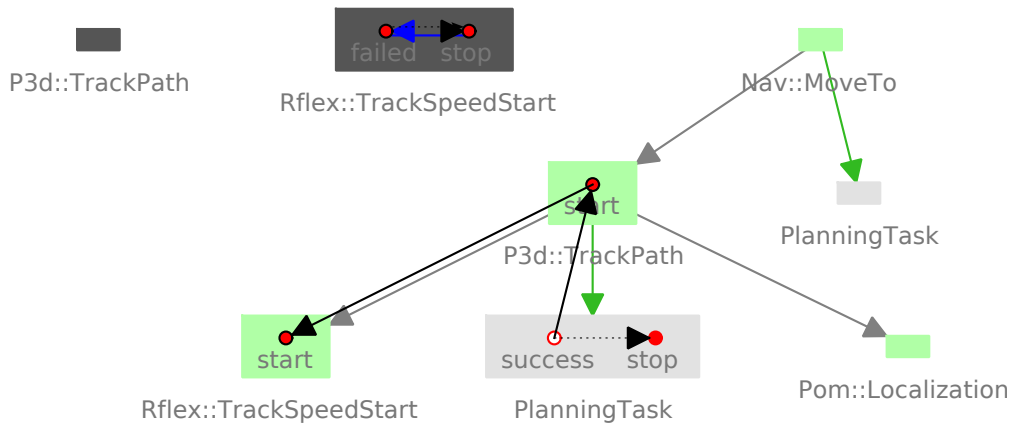 failed stop
P3d::TrackPath
Nav::MoveTo
Rflex::TrackSpeedStart
start
PlanningTask
P3d::TrackPath
start
success stop
Pom::Localization
Rflex::TrackSpeedStart
PlanningTask